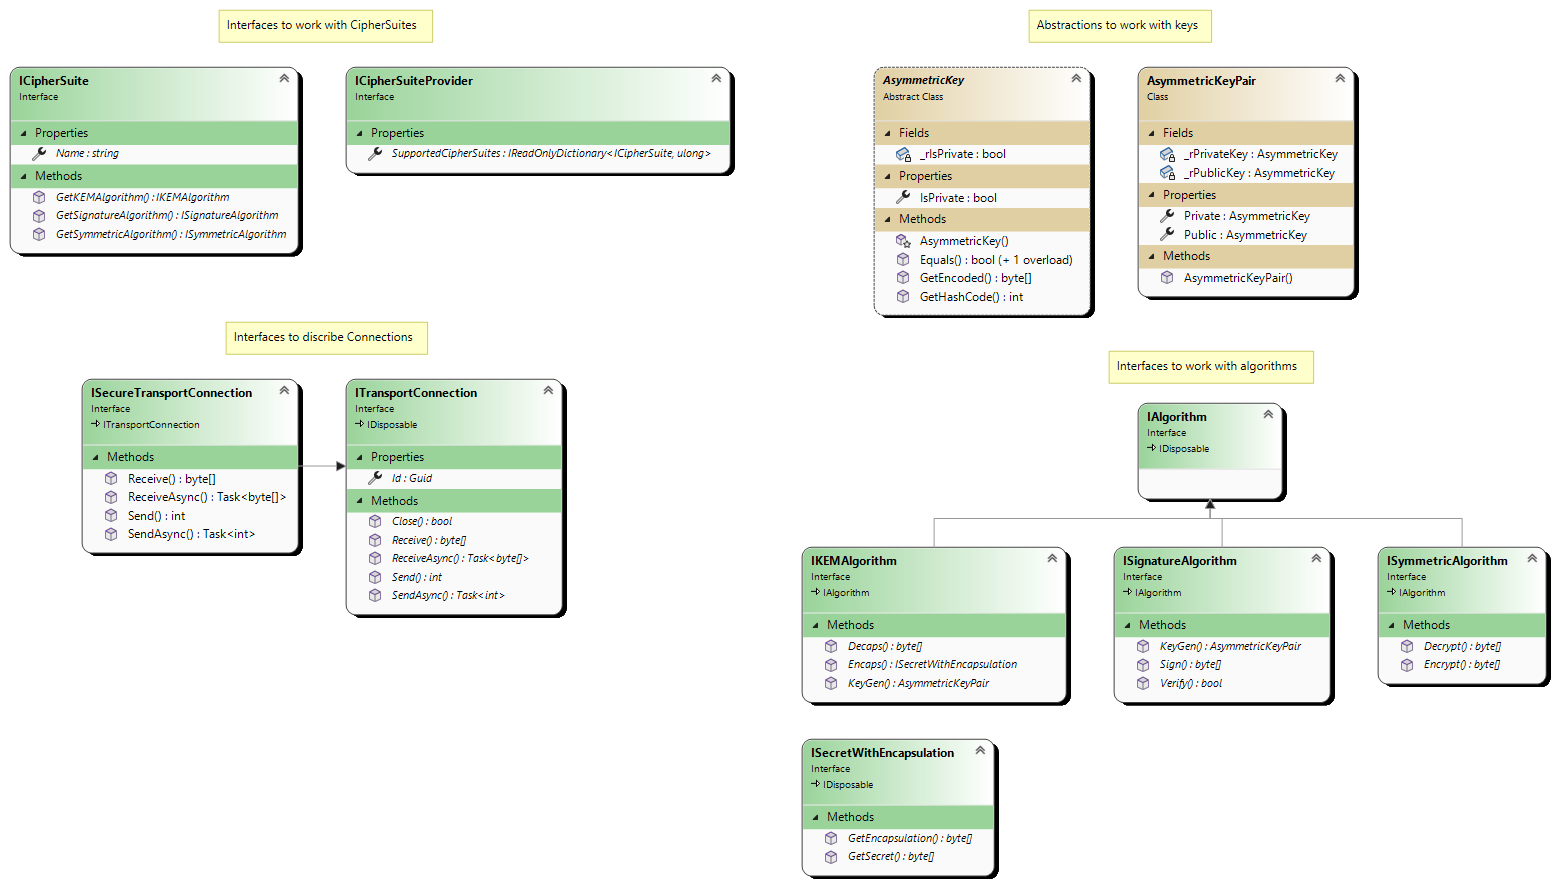 Interfaces to work with CipherSuites
ICipherSuite
Interface
Properties
Name : string
Methods
GetKEMAlgorithm() : IKEMAlgorithm
GetSignatureAlgorithm() : ISignatureAlgorithm
GetSymmetricAlgorithm() : ISymmetricAlgorithm
ICipherSuiteProvider
Interface
Properties
SupportedCipherSuites : IReadOnlyDictionary<ICipherSuite, ulong>
Abstractions to work with keys
AsymmetricKey
Abstract Class
Fields
_rIsPrivate : bool
Properties
IsPrivate : bool
Methods
AsymmetricKey()
Equals() : bool (+ 1 overload)
GetEncoded() : byte[]
GetHashCode() : int
AsymmetricKeyPair
Class
Fields
_rPrivateKey : AsymmetricKey
_rPublicKey : AsymmetricKey
Properties
Private : AsymmetricKey
Public : AsymmetricKey
Methods
AsymmetricKeyPair()
Interfaces to discribe Connections
ISecureTransportConnection
Interface
ITransportConnection
Methods
Receive() : byte[]
ReceiveAsync() : Task<byte[]>
Send() : int
SendAsync() : Task<int>
ITransportConnection
Interface
IDisposable
Properties
Id : Guid
Methods
Close() : bool
Receive() : byte[]
ReceiveAsync() : Task<byte[]>
Send() : int
SendAsync() : Task<int>
Interfaces to work with algorithms
IAlgorithm
Interface
IDisposable
IKEMAlgorithm
Interface
IAlgorithm
Methods
Decaps() : byte[]
Encaps() : ISecretWithEncapsulation
KeyGen() : AsymmetricKeyPair
ISignatureAlgorithm
Interface
IAlgorithm
Methods
KeyGen() : AsymmetricKeyPair
Sign() : byte[]
Verify() : bool
ISymmetricAlgorithm
Interface
IAlgorithm
Methods
Decrypt() : byte[]
Encrypt() : byte[]
ISecretWithEncapsulation
Interface
IDisposable
Methods
GetEncapsulation() : byte[]
GetSecret() : byte[]